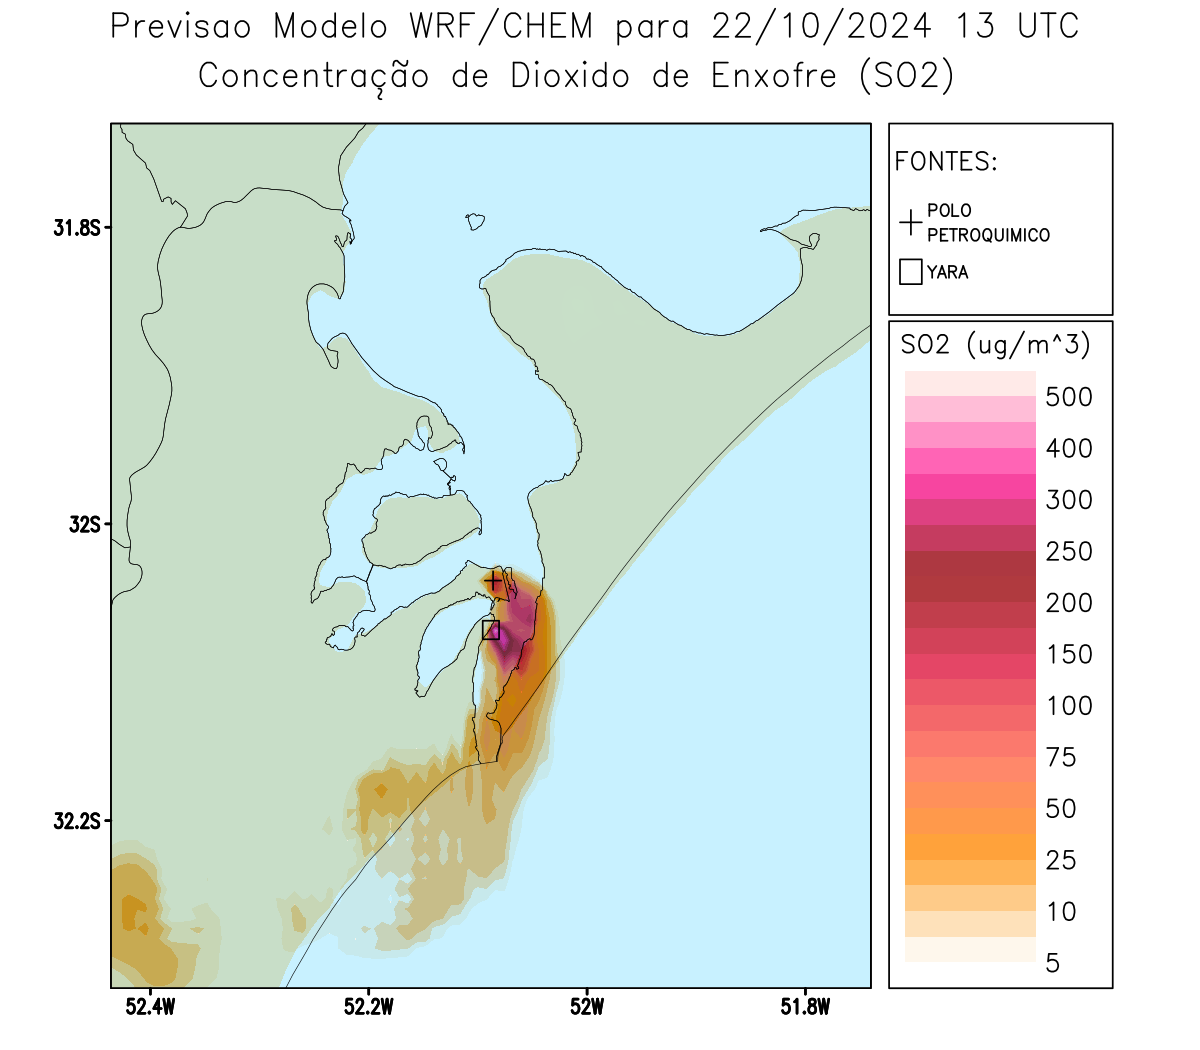 Previsao Modelo WRF/CHEM para 22/10/2024 13 UTC
Concentração de Dioxido de Enxofre (SO2)
FONTES:
POLO
PETROQUIMICO
YARA
31.8S
32S
32.2S
52.4W
52.2W
52W
51.8W
SO2 (ug/m^3)
500
400
300
250
200
150
100
75
50
25
10
5